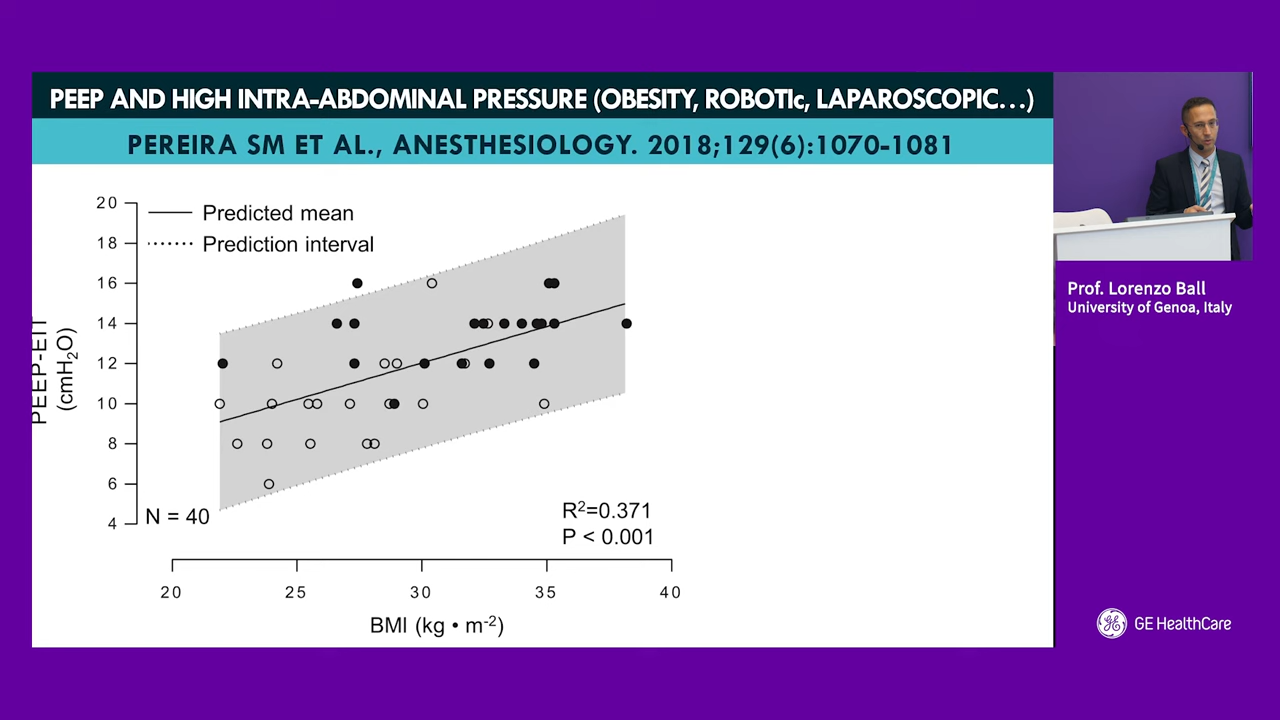 PEEP AND HIGH INTRA-ABDOMINAL PRESSURE (OBESITY, ROBOTIc, LAPAROSCOPIC...)
PEREIRA SM ET AL., ANESTHESIOLOGY. 2018;129(6):1070-1081
20
18
16
14
12
10
8
6
4
PEEP-EIT
(cmH2O)
Predicted mean
Prediction interval
N = 40
R²=0.371
P < 0.001
20 25 30 35 40
BMI (kg • m⁻²)
Prof. Lorenzo Ball
University of Genoa, Italy
GE HealthCare